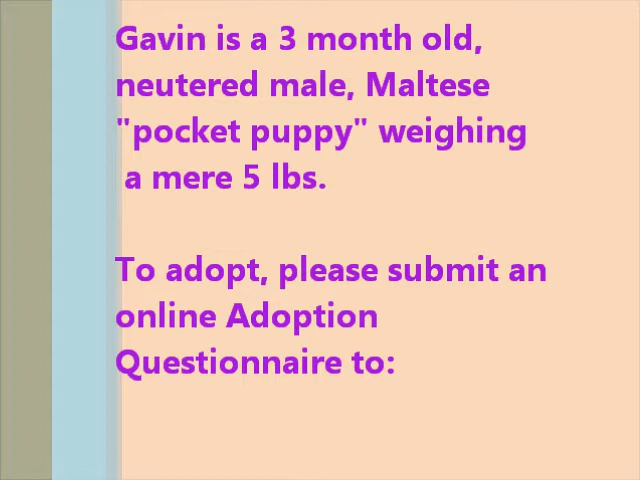 Gavin is a 3 month old,
neutered male, Maltese
"pocket puppy" weighing
a mere 5 lbs.
To adopt, please submit an
online Adoption
Questionnaire to: